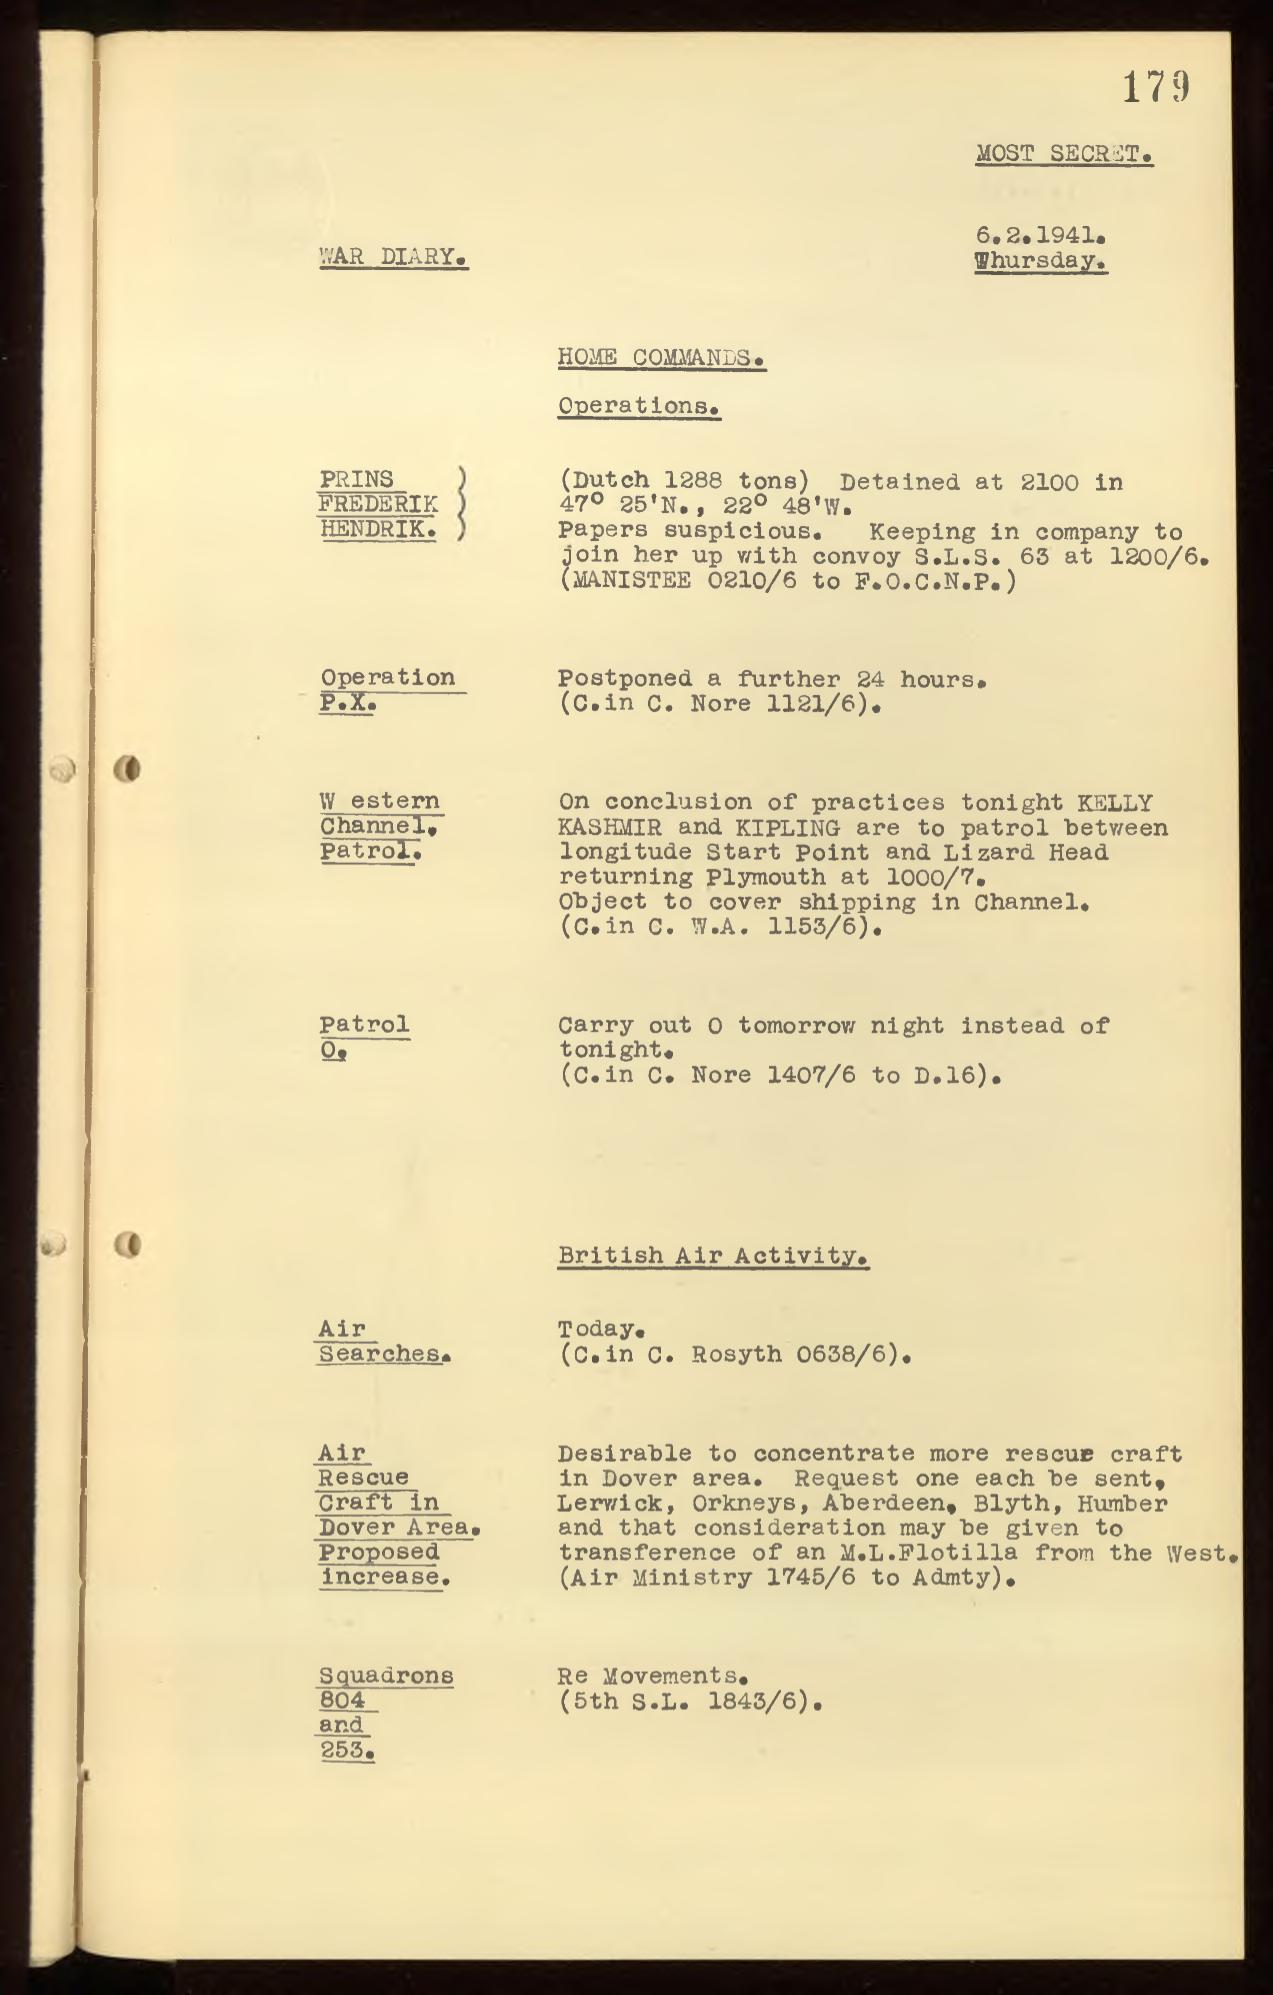 179
MOST SECRET.
6.2.1941.
WAR DIARY.
Thursday.
HOME COMMANDS.
Operations.
PRINS ) (Dutch 1288 tons) Detained at 2100 in
FREDERIK ) 47° 25'N., 22° 48'W.
HENDRIK. ) Papers suspicious. Keeping in company to
join her up with convoy S.L.S. 63 at 1200/6.
(MANISTEE 0210/6 to F.O.C.N.P.)
Operation Postponed a further 24 hours.
P.X. (C.in C. Nore 1121/6).
W estern On conclusion of practices tonight KELLY
Channel, KASHMIR and KIPLING are to patrol between
Patrol. longitude Start Point and Lizard Head
returning Plymouth at 1000/7.
Object to cover shipping in Channel.
(C.in C. W.A. 1153/6).
Patrol Carry out O tomorrow night instead of
O. tonight.
(C.in C. Nore 1407/6 to D.16).
British Air Activity.
Air Today.
Searches. (C.in C. Rosyth 0638/6).
Air Desirable to concentrate more rescue craft
Rescue in Dover area. Request one each be sent,
Craft in Lerwick, Orkneys, Aberdeen, Blyth, Humber
Dover Area. and that consideration may be given to
Proposed transference of an M.L.Flotilla from the West.
increase. (Air Ministry 1745/6 to Admty).
Squadrons Re Movements.
804 (5th S.L. 1843/6).
and
253.